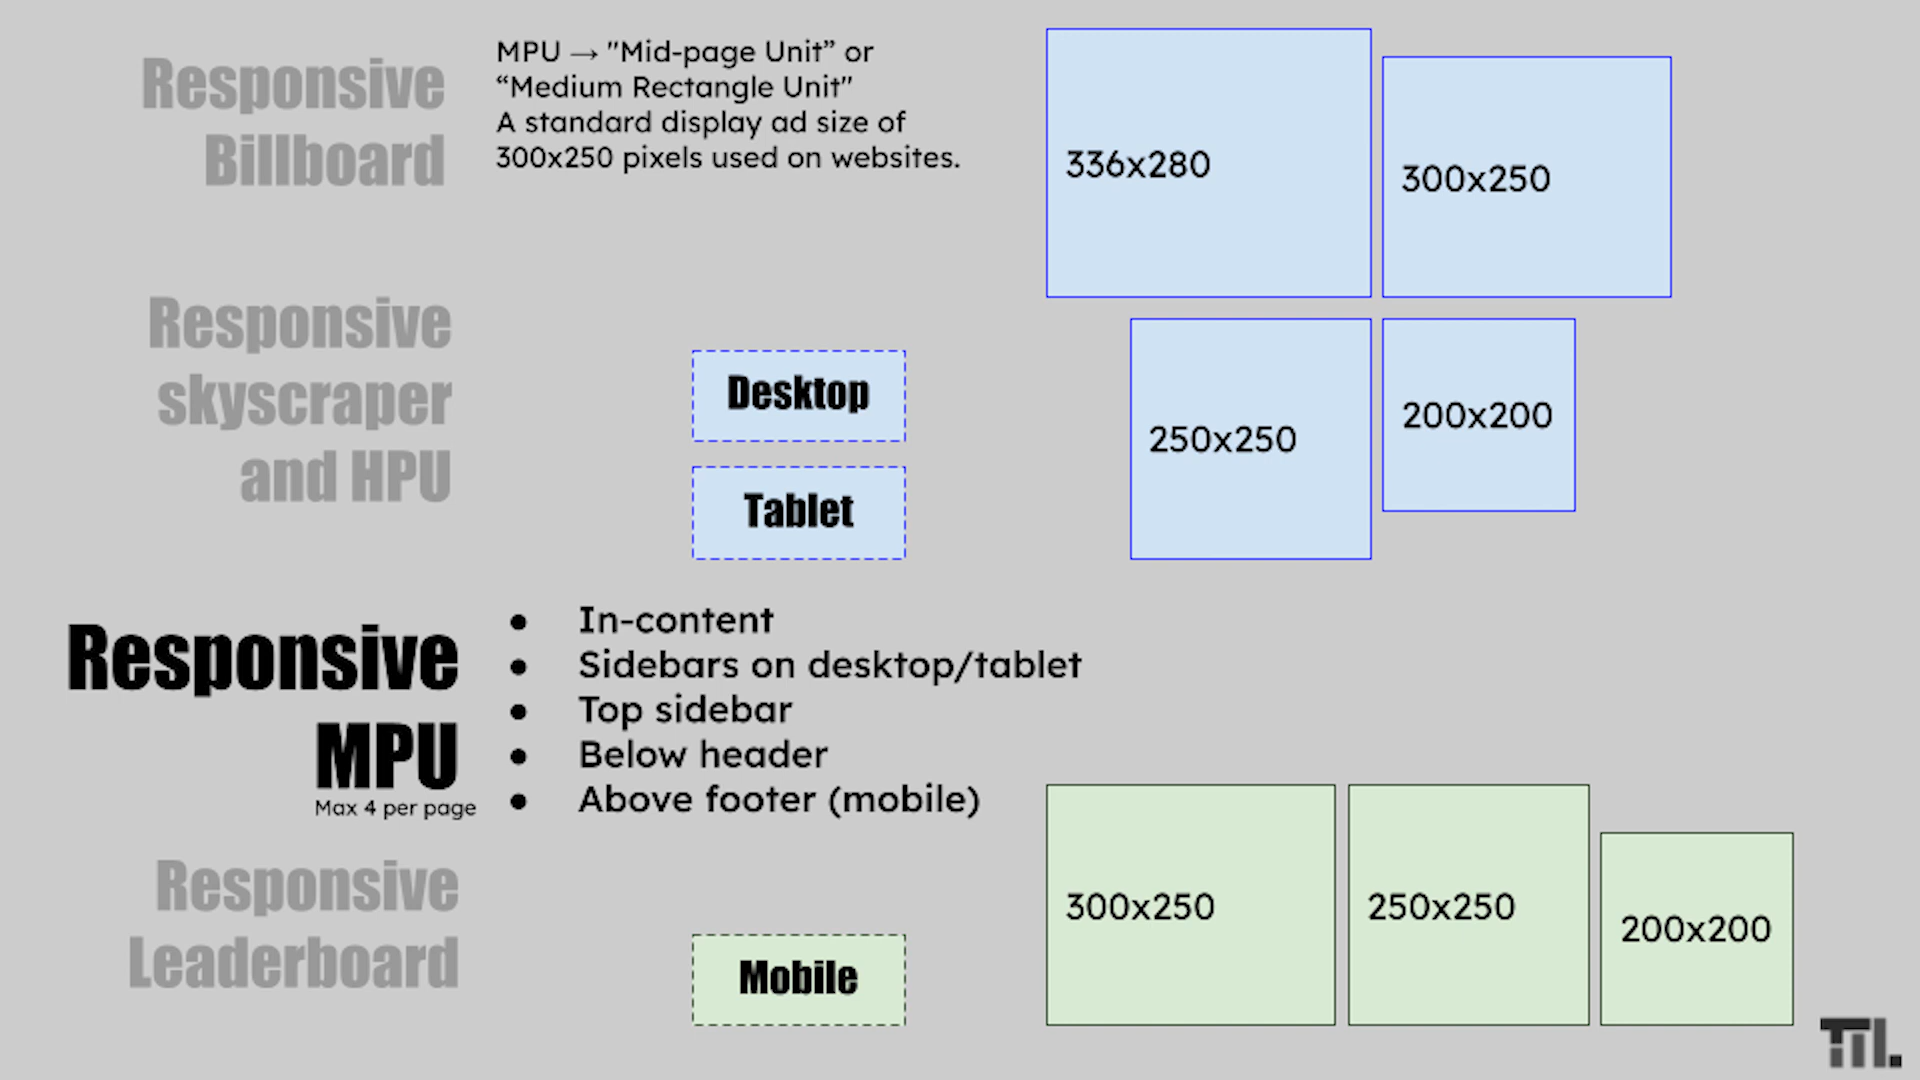 Responsive
Billboard
MPU → "Mid-page Unit” or
“Medium Rectangle Unit"
A standard display ad size of
300x250 pixels used on websites.
336x280
300x250
Responsive
skyscraper
and HPU
Desktop
Tablet
250x250
200x200
Responsive
MPU
Max 4 per page
● In-content
● Sidebars on desktop/tablet
● Top sidebar
● Below header
● Above footer (mobile)
Responsive
Leaderboard
Mobile
300x250
250x250
200x200
TIL.